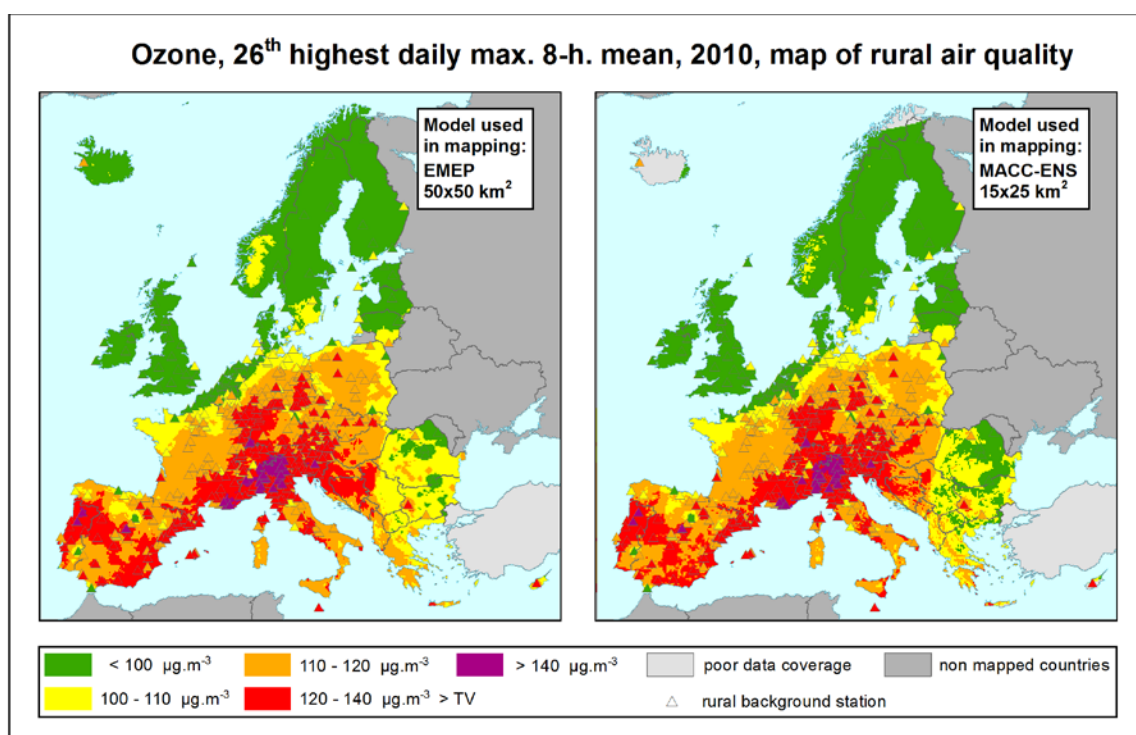 Ozone, 26th highest daily max. 8-h. mean, 2010, map of rural air quality
Model used
in mapping:
EMEP
50x50 km²
Model used
in mapping:
MACC-ENS
15x25 km²
< 100 µg.m⁻³
110 - 120 µg.m⁻³
> 140 µg.m⁻³
poor data coverage
non mapped countries
100 - 110 µg.m⁻³
120 - 140 µg.m⁻³ > TV
rural background station